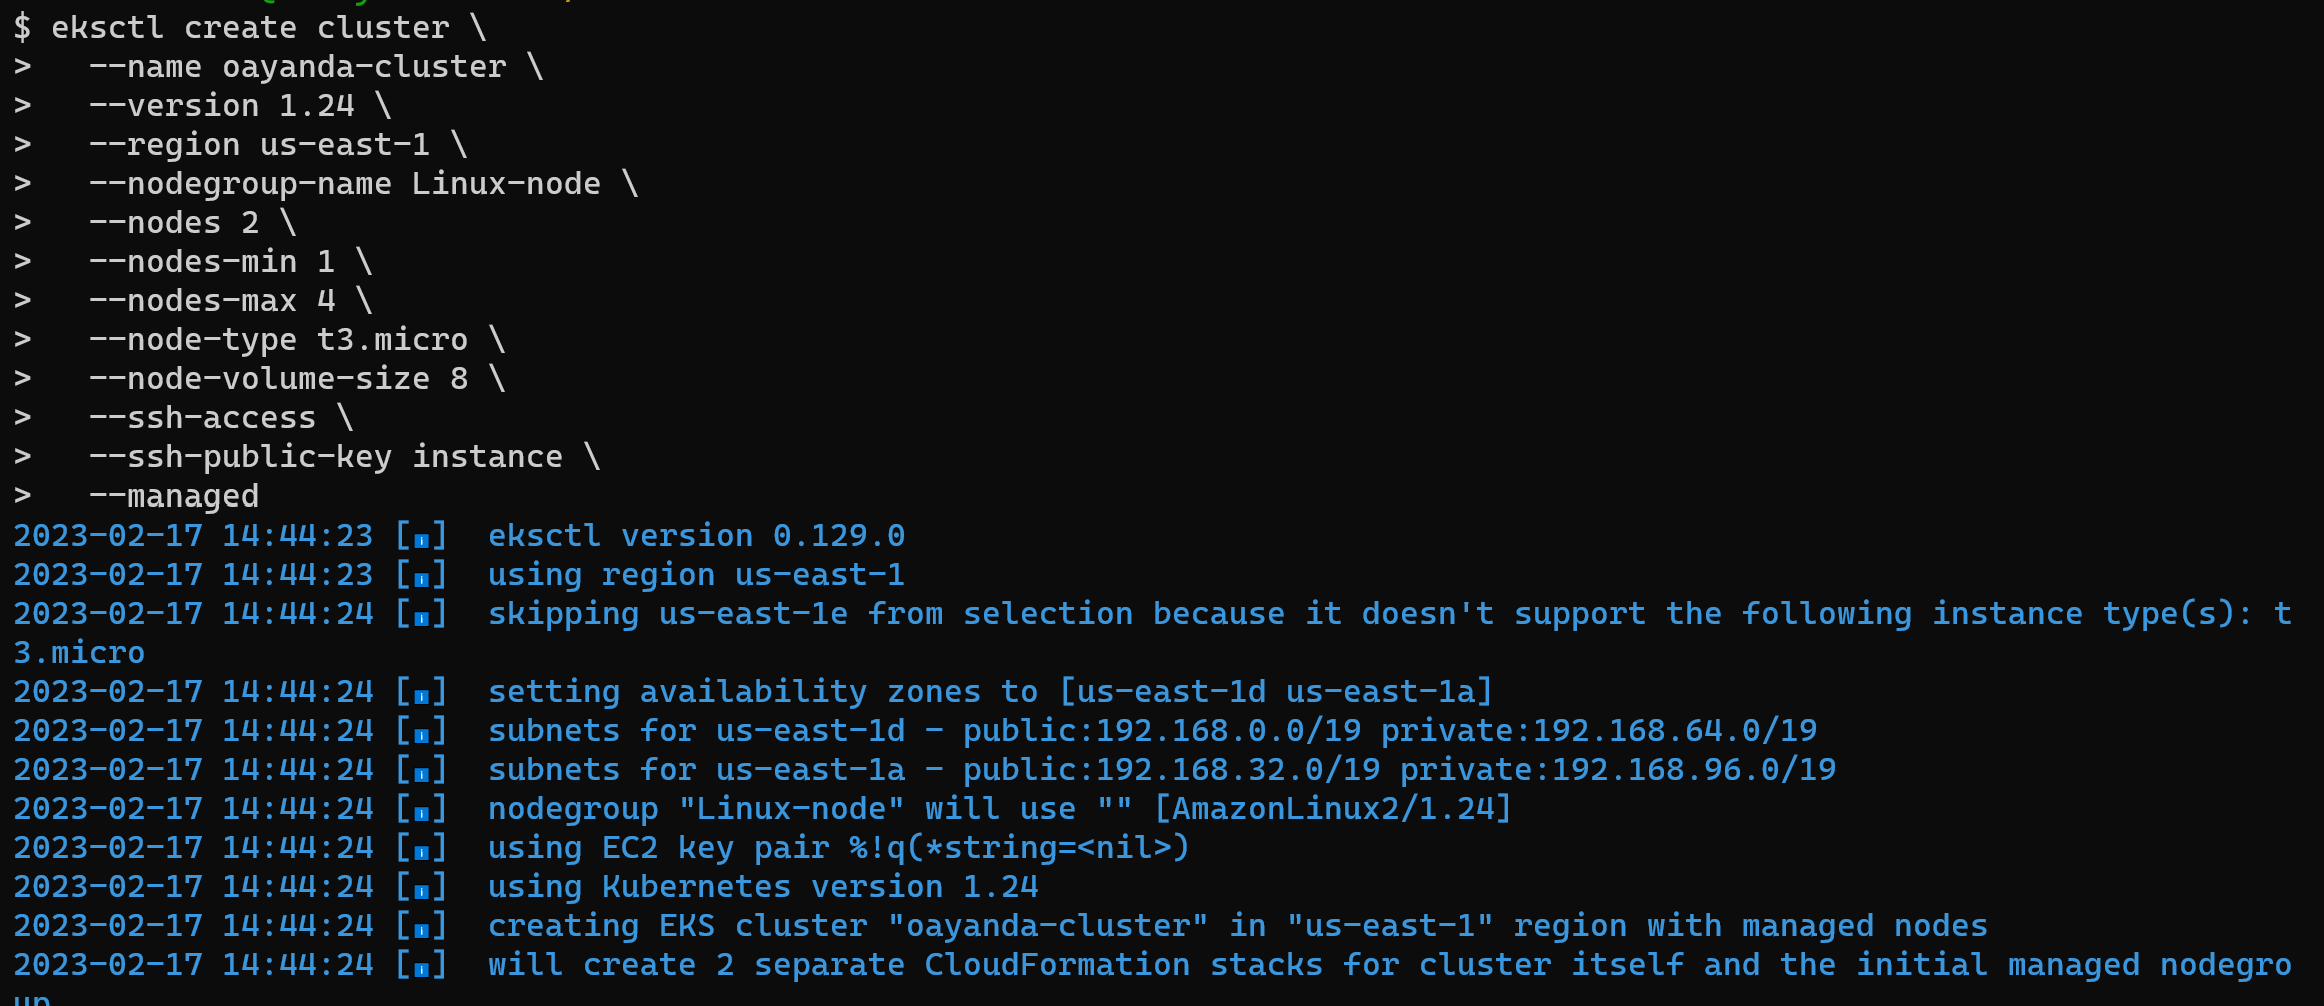 $ eksctl create cluster \
>   --name oayanda-cluster \
>   --version 1.24 \
>   --region us-east-1 \
>   --nodegroup-name Linux-node \
>   --nodes 2 \
>   --nodes-min 1 \
>   --nodes-max 4 \
>   --node-type t3.micro \
>   --node-volume-size 8 \
>   --ssh-access \
>   --ssh-public-key instance \
>   --managed
2023-02-17 14:44:23 [ℹ]  eksctl version 0.129.0
2023-02-17 14:44:23 [ℹ]  using region us-east-1
2023-02-17 14:44:24 [ℹ]  skipping us-east-1e from selection because it doesn't support the following instance type(s): t
3.micro
2023-02-17 14:44:24 [ℹ]  setting availability zones to [us-east-1d us-east-1a]
2023-02-17 14:44:24 [ℹ]  subnets for us-east-1d - public:192.168.0.0/19 private:192.168.64.0/19
2023-02-17 14:44:24 [ℹ]  subnets for us-east-1a - public:192.168.32.0/19 private:192.168.96.0/19
2023-02-17 14:44:24 [ℹ]  nodegroup "Linux-node" will use "" [AmazonLinux2/1.24]
2023-02-17 14:44:24 [ℹ]  using EC2 key pair %!q(*string=<nil>)
2023-02-17 14:44:24 [ℹ]  using Kubernetes version 1.24
2023-02-17 14:44:24 [ℹ]  creating EKS cluster "oayanda-cluster" in "us-east-1" region with managed nodes
2023-02-17 14:44:24 [ℹ]  will create 2 separate CloudFormation stacks for cluster itself and the initial managed nodegro
up